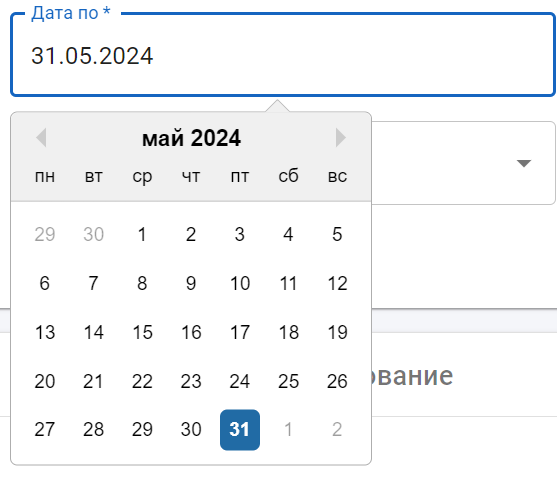 Дата по *
31.05.2024
май 2024
пн вт ср чт пт сб вс
29 30 1 2 3 4 5
6 7 8 9 10 11 12
13 14 15 16 17 18 19
ование
20 21 22 23 24 25 26
27 28 29 30 31 1 2